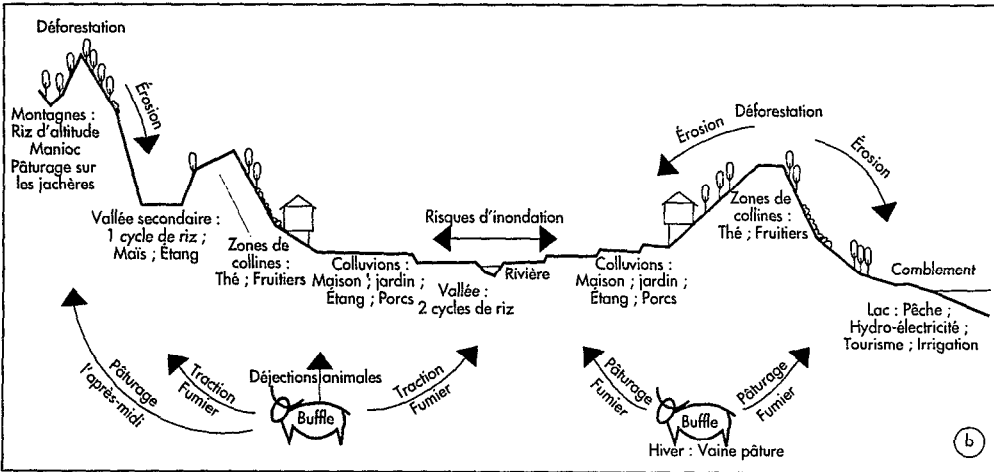 Déforestation
Érosion
Montagnes :
Riz d'altitude
Manioc
Pâturage sur
les jachères
Vallée secondaire :
1 cycle de riz ;
Maïs ; Étang
Zones de
collines :
Thé ; Fruitiers
Colluvions :
Maison ; jardin ;
Étang ; Porcs
Risques d'inondation
Rivière
Vallée :
2 cycles de riz
Colluvions :
Maison ; jardin ;
Étang ; Porcs
Érosion
Déforestation
Érosion
Zones de
collines :
Thé ; Fruitiers
Comblement
Lac : Pêche ;
Hydro-électricité ;
Tourisme ; Irrigation
Pâturage
l'après-midi
Traction
Fumier
Déjections animales
Traction
Fumier
Buffle
Pâturage
Fumier
Pâturage
Fumier
Buffle
Hiver : Vaine pâture
b